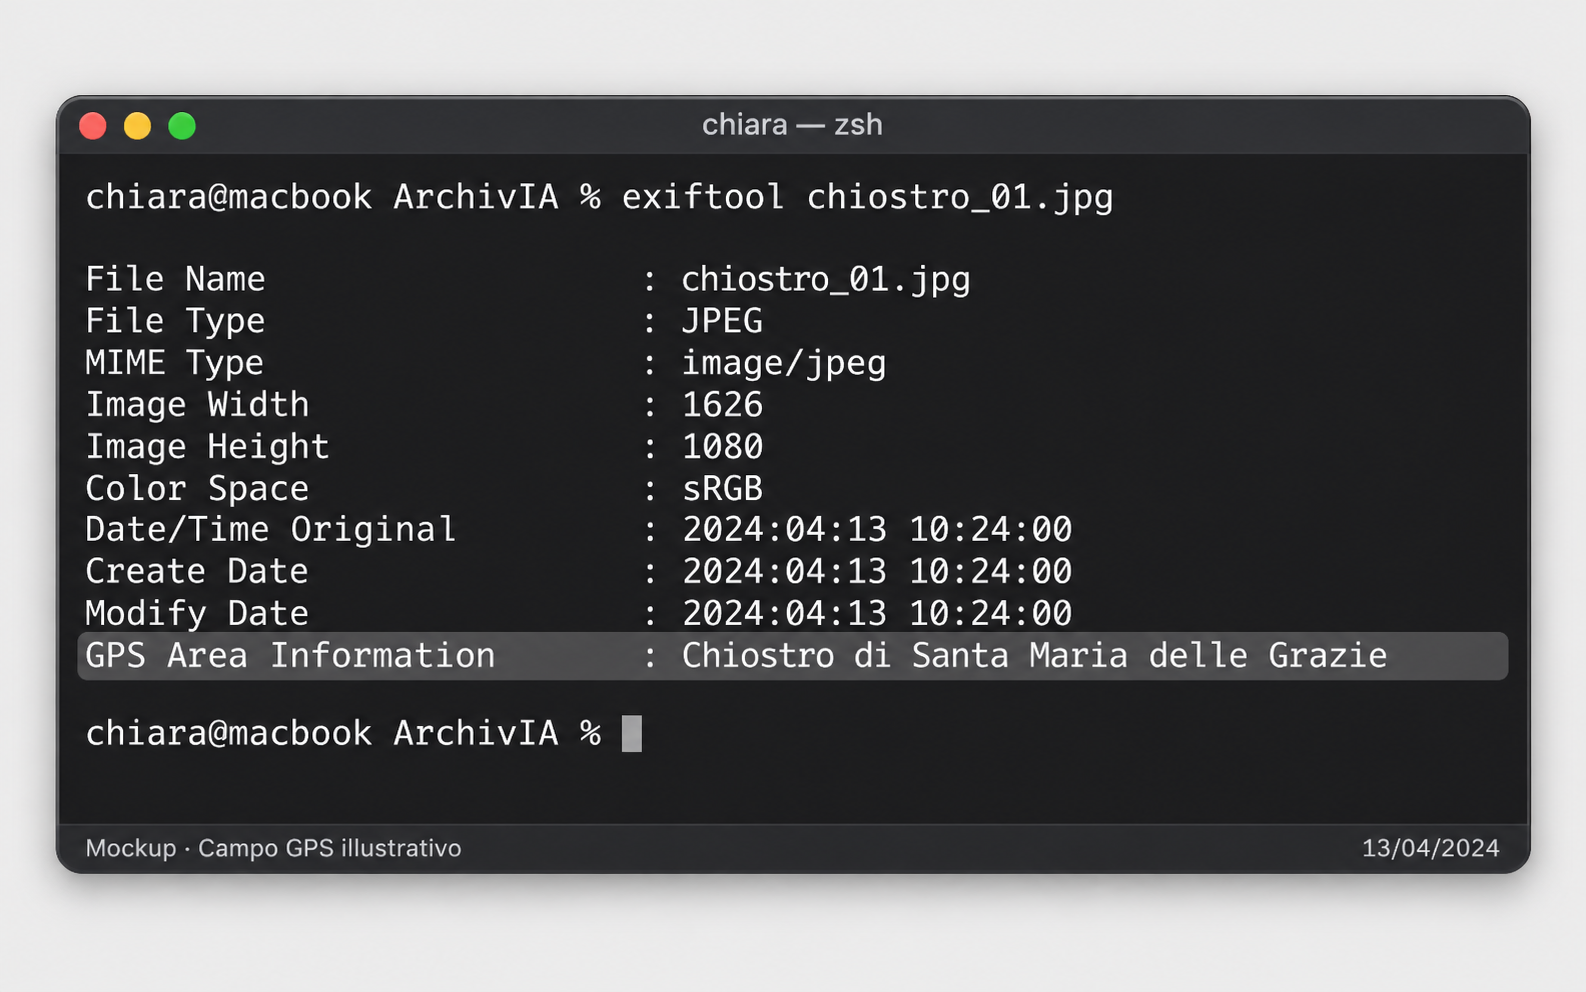 chiara — zsh
chiara@macbook ArchivIA % exiftool chiostro_01.jpg
File Name : chiostro_01.jpg
File Type : JPEG
MIME Type : image/jpeg
Image Width : 1626
Image Height : 1080
Color Space : sRGB
Date/Time Original : 2024:04:13 10:24:00
Create Date : 2024:04:13 10:24:00
Modify Date : 2024:04:13 10:24:00
GPS Area Information : Chiostro di Santa Maria delle Grazie
chiara@macbook ArchivIA %
Mockup · Campo GPS illustrativo 13/04/2024